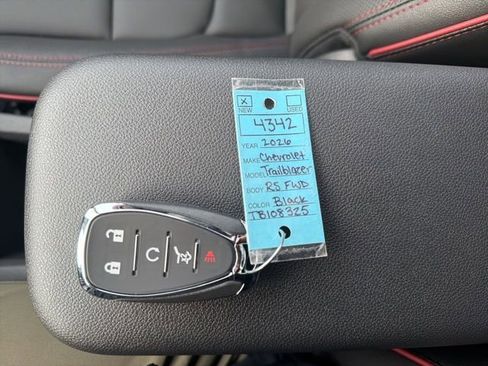 X
NEW USED
4342
YEAR 2026
MAKE Chevrolet
MODEL Trailblazer
BODY RS FWD
COLOR Black
TB108325